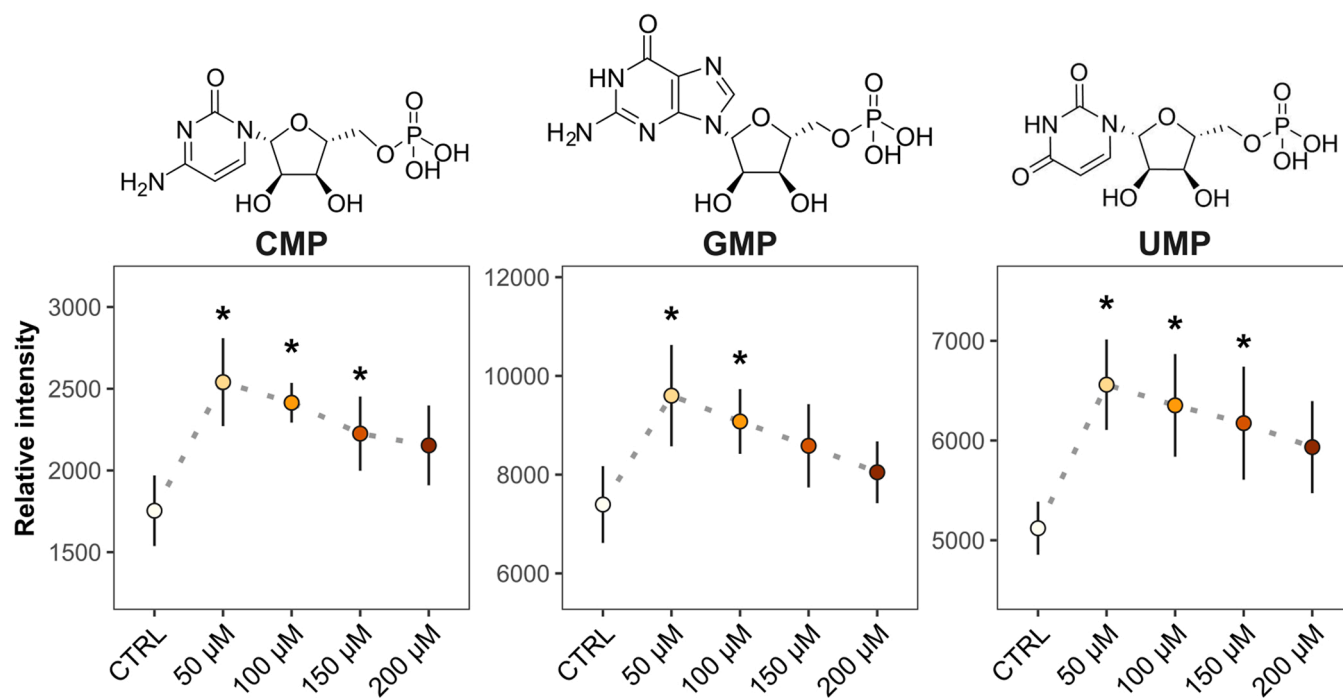 O
N
N
O
O
P
O
OH
OH
H2N
HO
OH
O
HN
N
H2N
N
N
O
O
P
O
OH
OH
HO
OH
O
HN
N
O
O
O
P
O
OH
OH
HO
OH
CMP
GMP
UMP
Relative intensity
3000
2500
2000
1500
* * *
CTRL
50 µM
100 µM
150 µM
200 µM
12000
10000
8000
6000
* *
CTRL
50 µM
100 µM
150 µM
200 µM
7000
6000
5000
* * *
CTRL
50 µM
100 µM
150 µM
200 µM